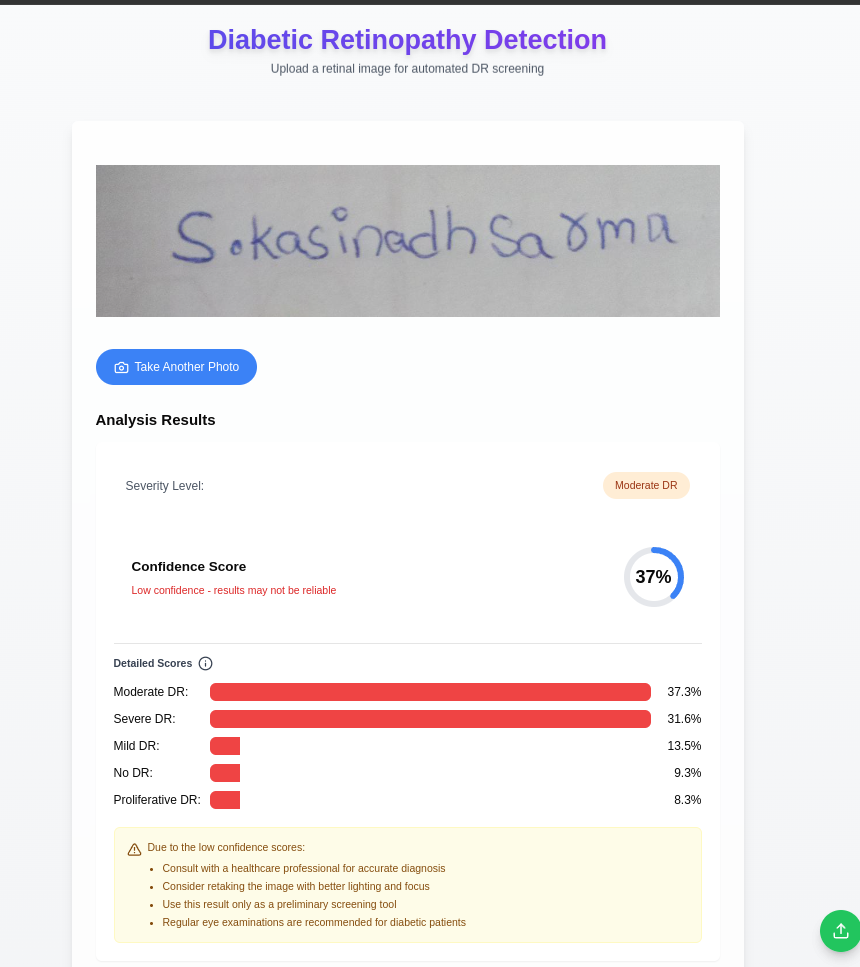 Diabetic Retinopathy Detection
Upload a retinal image for automated DR screening
S.kasinadh Sarma
Take Another Photo
Analysis Results
Severity Level: Moderate DR
Confidence Score
Low confidence - results may not be reliable
37%
Detailed Scores
Moderate DR: 37.3%
Severe DR: 31.6%
Mild DR: 13.5%
No DR: 9.3%
Proliferative DR: 8.3%
Due to the low confidence scores:
• Consult with a healthcare professional for accurate diagnosis
• Consider retaking the image with better lighting and focus
• Use this result only as a preliminary screening tool
• Regular eye examinations are recommended for diabetic patients